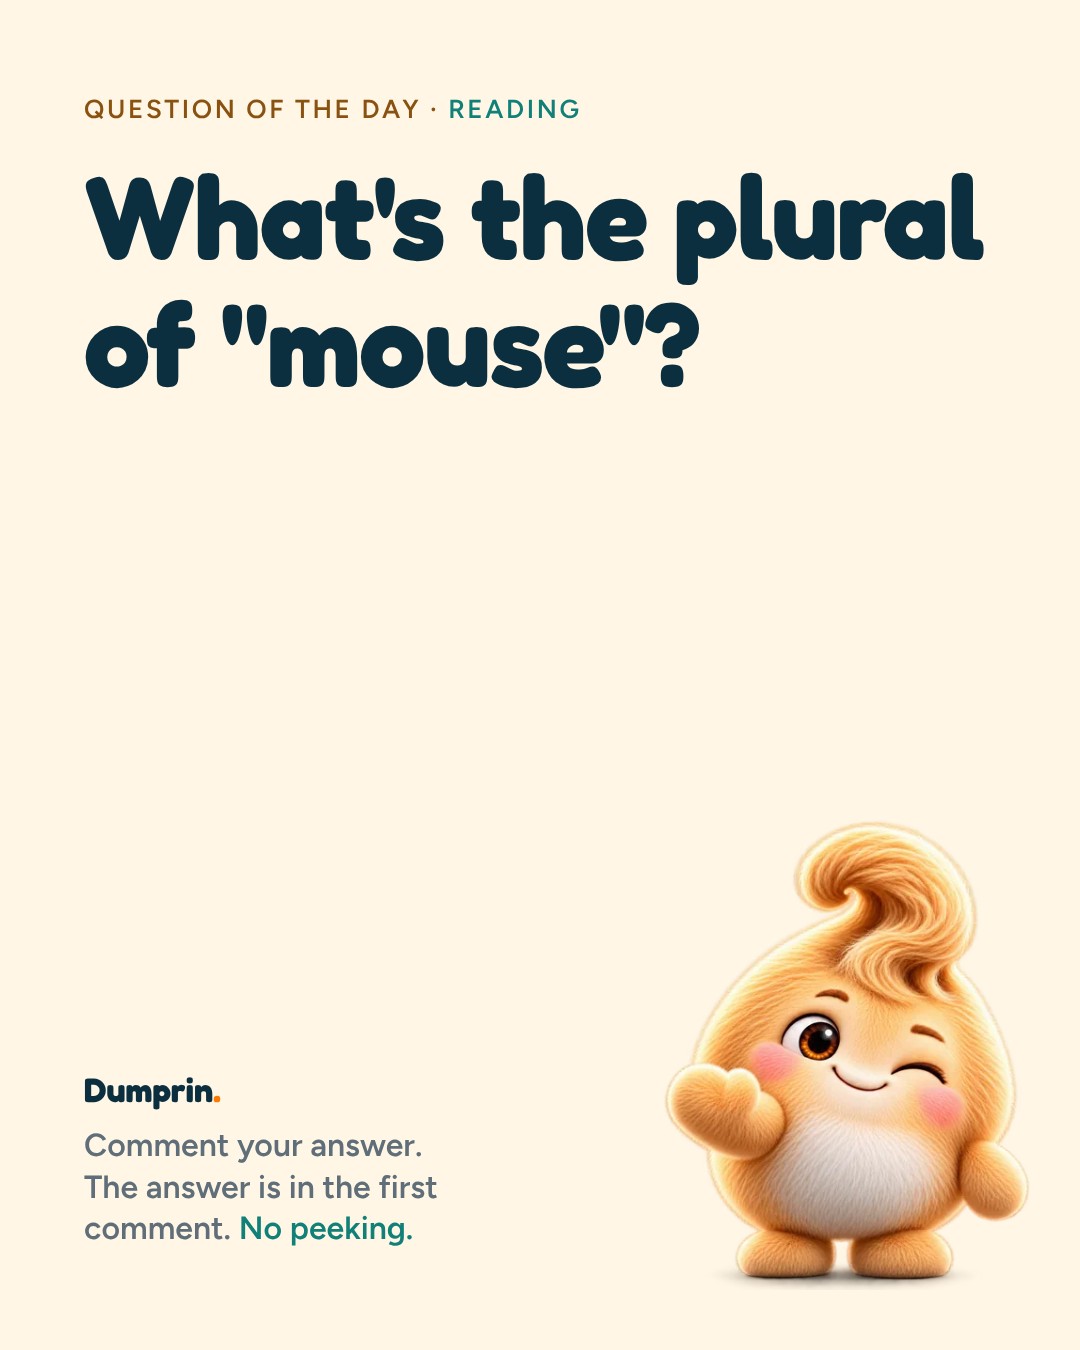 QUESTION OF THE DAY · READING
What's the plural
of "mouse"?
Dumprin.
Comment your answer.
The answer is in the first
comment. No peeking.